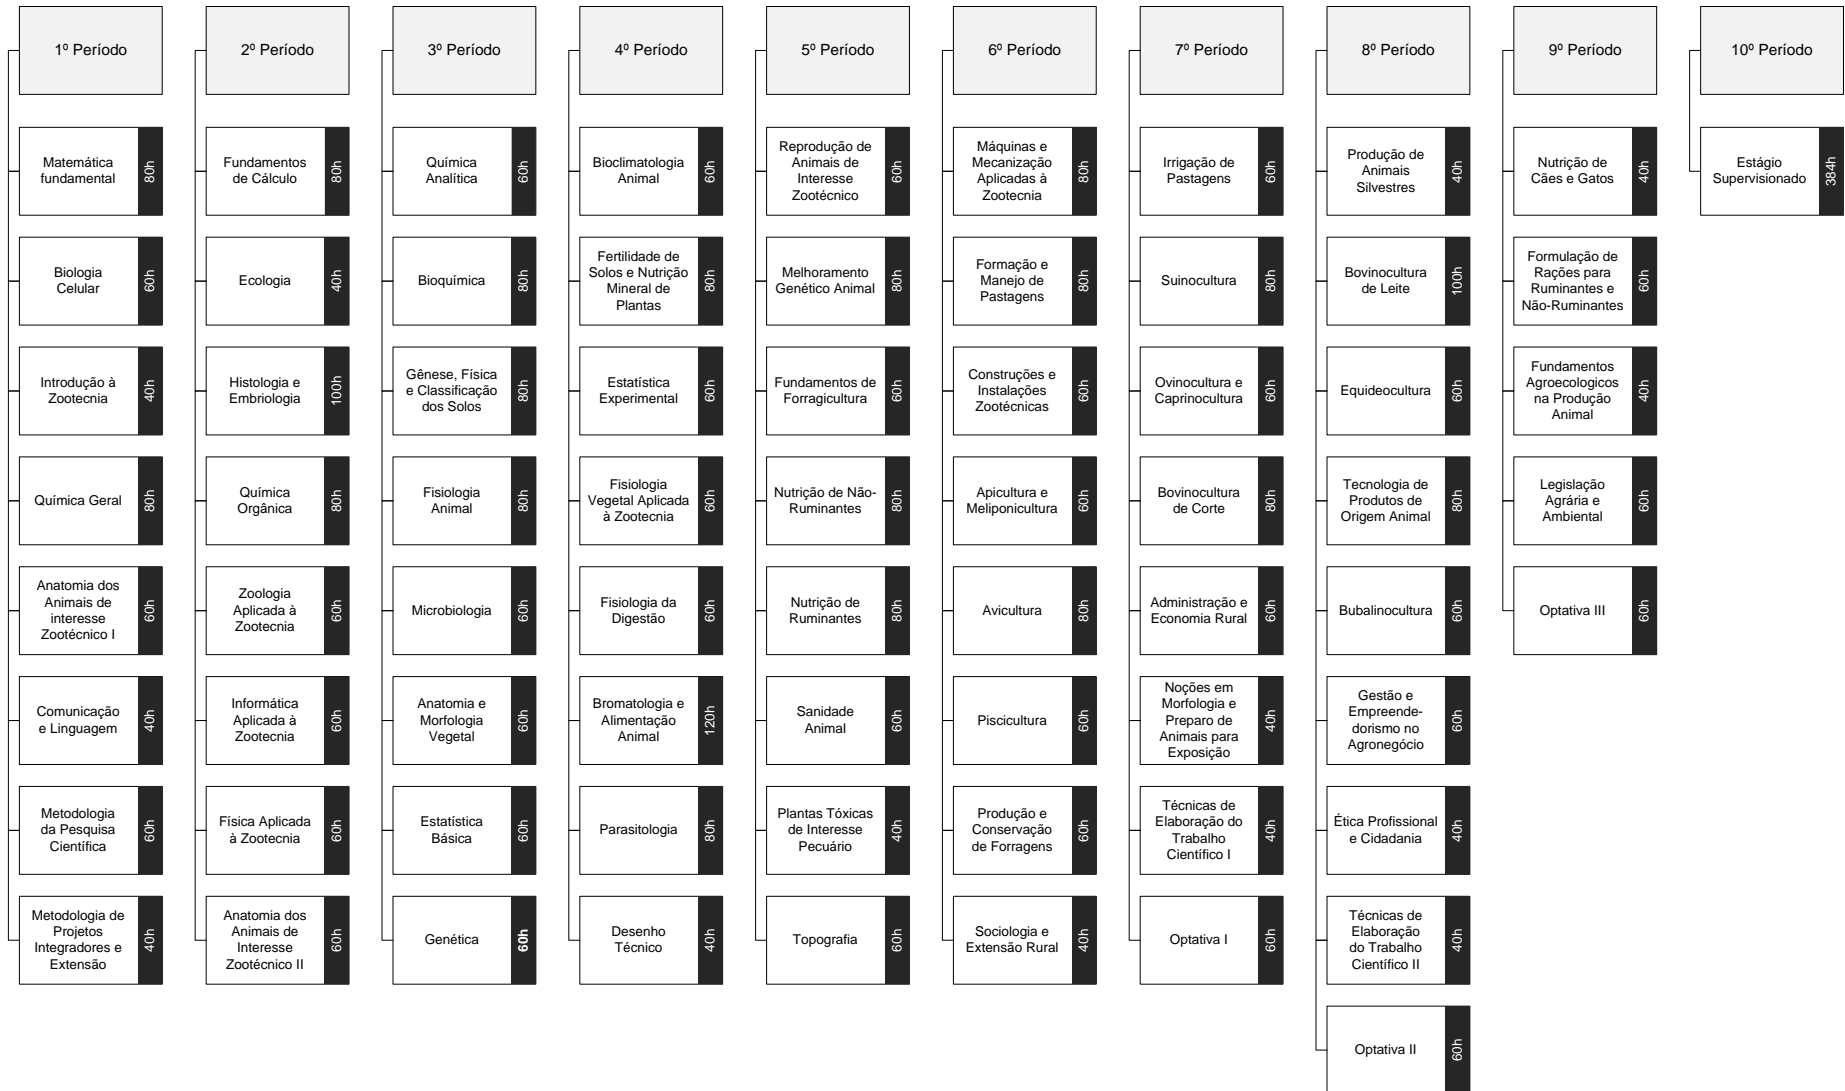 1º Período
Matemática
fundamental
80h
Biologia
Celular
60h
Introdução à
Zootecnia
40h
Química Geral
80h
Anatomia dos
Animais de
interesse
Zootécnico I
60h
Comunicação
e Linguagem
40h
Metodologia
da Pesquisa
Científica
60h
Metodologia de
Projetos
Integradores e
Extensão
40h
2º Período
Fundamentos
de Cálculo
80h
Ecologia
40h
Histologia e
Embriologia
100h
Química
Orgânica
80h
Zoologia
Aplicada à
Zootecnia
60h
Informática
Aplicada à
Zootecnia
60h
Física Aplicada
à Zootecnia
60h
Anatomia dos
Animais de
Interesse
Zootécnico II
60h
3º Período
Química
Analítica
60h
Bioquímica
80h
Gênese, Física
e Classificação
dos Solos
80h
Fisiologia
Animal
80h
Microbiologia
60h
Anatomia e
Morfologia
Vegetal
60h
Estatística
Básica
60h
Genética
60h
4º Período
Bioclimatologia
Animal
60h
Fertilidade de
Solos e Nutrição
Mineral de
Plantas
80h
Estatística
Experimental
60h
Fisiologia
Vegetal Aplicada
à Zootecnia
60h
Fisiologia da
Digestão
60h
Bromatologia e
Alimentação
Animal
120h
Parasitologia
80h
Desenho
Técnico
40h
5º Período
Reprodução de
Animais de
Interesse
Zootécnico
60h
Melhoramento
Genético Animal
80h
Fundamentos de
Forragicultura
60h
Nutrição de Não-
Ruminantes
80h
Nutrição de
Ruminantes
80h
Sanidade
Animal
60h
Plantas Tóxicas
de Interesse
Pecuário
40h
Topografia
60h
6º Período
Máquinas e
Mecanização
Aplicadas à
Zootecnia
80h
Formação e
Manejo de
Pastagens
80h
Construções e
Instalações
Zootécnicas
60h
Apicultura e
Meliponicultura
60h
Avicultura
80h
Piscicultura
60h
Produção e
Conservação
de Forragens
60h
Sociologia e
Extensão Rural
40h
7º Período
Irrigação de
Pastagens
60h
Suinocultura
80h
Ovinocultura e
Caprinocultura
60h
Bovinocultura
de Corte
80h
Administração e
Economia Rural
60h
Noções em
Morfologia e
Preparo de
Animais para
Exposição
40h
Técnicas de
Elaboração do
Trabalho
Científico I
40h
Optativa I
60h
8º Período
Produção de
Animais
Silvestres
40h
Bovinocultura
de Leite
100h
Equideocultura
60h
Tecnologia de
Produtos de
Origem Animal
80h
Bubalinocultura
60h
Gestão e
Empreende-
dorismo no
Agronegócio
60h
Ética Profissional
e Cidadania
40h
Técnicas de
Elaboração
do Trabalho
Científico II
40h
Optativa II
60h
9º Período
Nutrição de
Cães e Gatos
40h
Formulação de
Rações para
Ruminantes e
Não-Ruminantes
60h
Fundamentos
Agroecologicos
na Produção
Animal
40h
Legislação
Agrária e
Ambiental
60h
Optativa III
60h
10º Período
Estágio
Supervisionado
384h